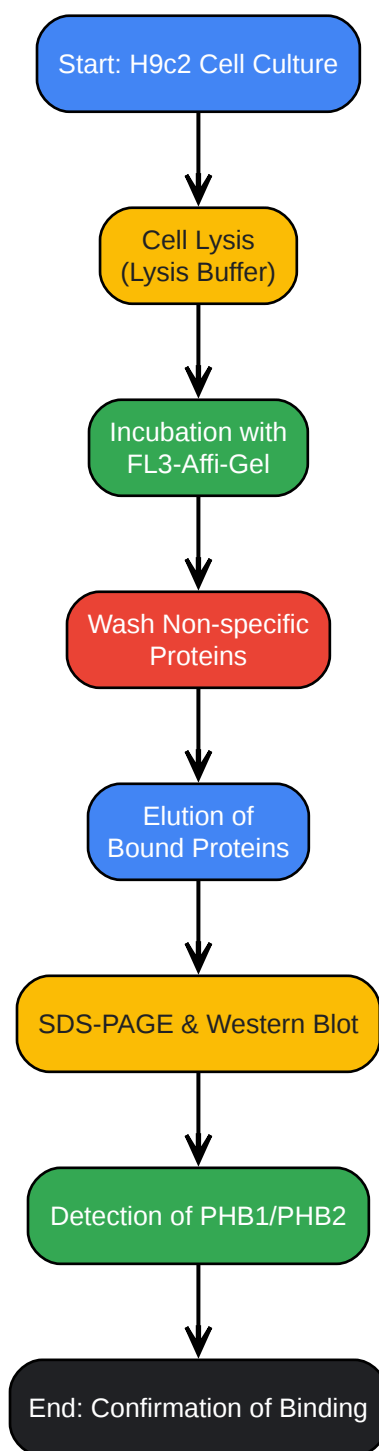 Start: H9c2 Cell Culture
Cell Lysis
(Lysis Buffer)
Incubation with
FL3-Affi-Gel
Wash Non-specific
Proteins
Elution of
Bound Proteins
SDS-PAGE & Western Blot
Detection of PHB1/PHB2
End: Confirmation of Binding